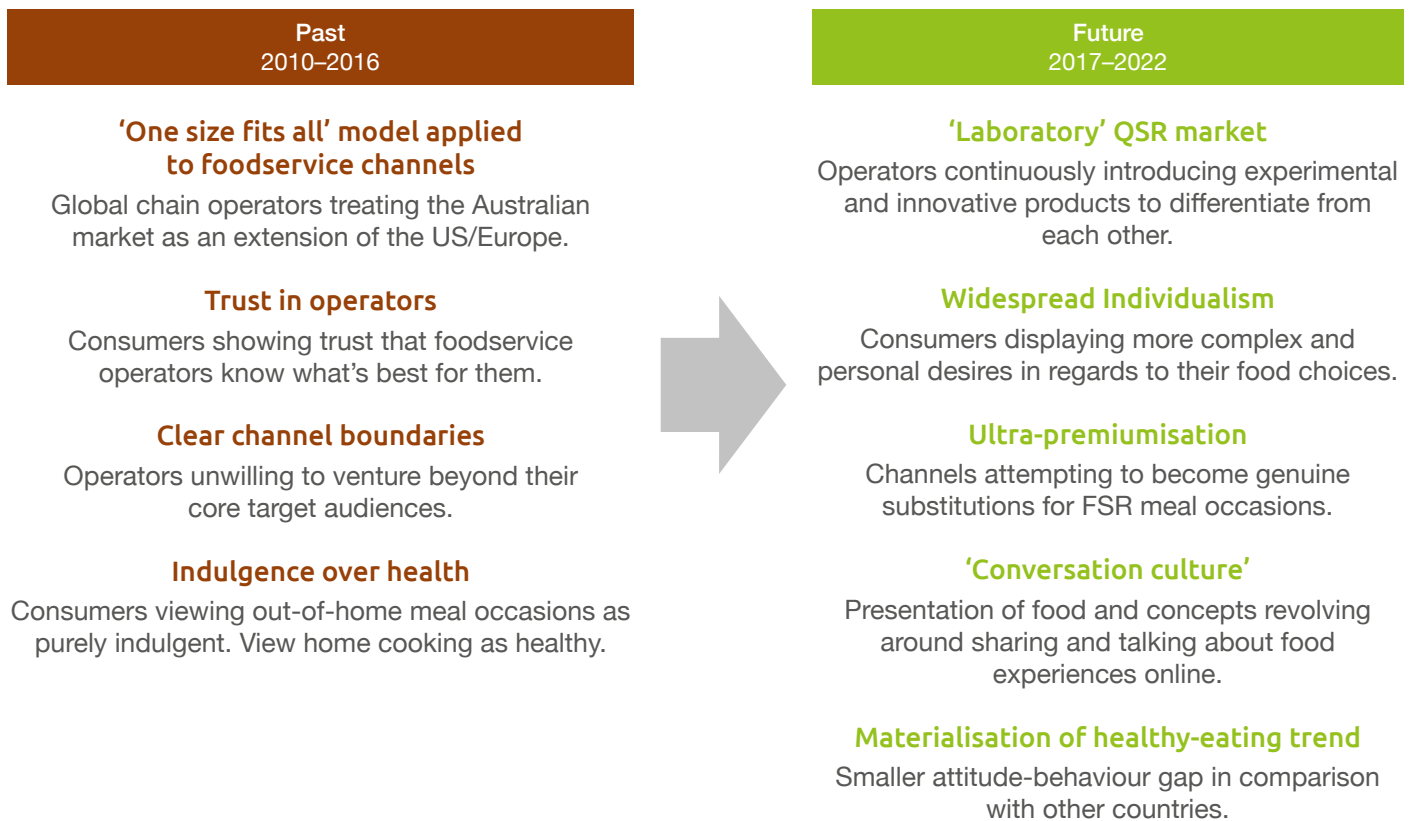 Past
2010–2016
‘One size fits all’ model applied
to foodservice channels
Global chain operators treating the Australian
market as an extension of the US/Europe.
Trust in operators
Consumers showing trust that foodservice
operators know what’s best for them.
Clear channel boundaries
Operators unwilling to venture beyond their
core target audiences.
Indulgence over health
Consumers viewing out-of-home meal occasions as
purely indulgent. View home cooking as healthy.
Future
2017–2022
‘Laboratory’ QSR market
Operators continuously introducing experimental
and innovative products to differentiate from
each other.
Widespread Individualism
Consumers displaying more complex and
personal desires in regards to their food choices.
Ultra-premiumisation
Channels attempting to become genuine
substitutions for FSR meal occasions.
‘Conversation culture’
Presentation of food and concepts revolving
around sharing and talking about food
experiences online.
Materialisation of healthy-eating trend
Smaller attitude-behaviour gap in comparison
with other countries.